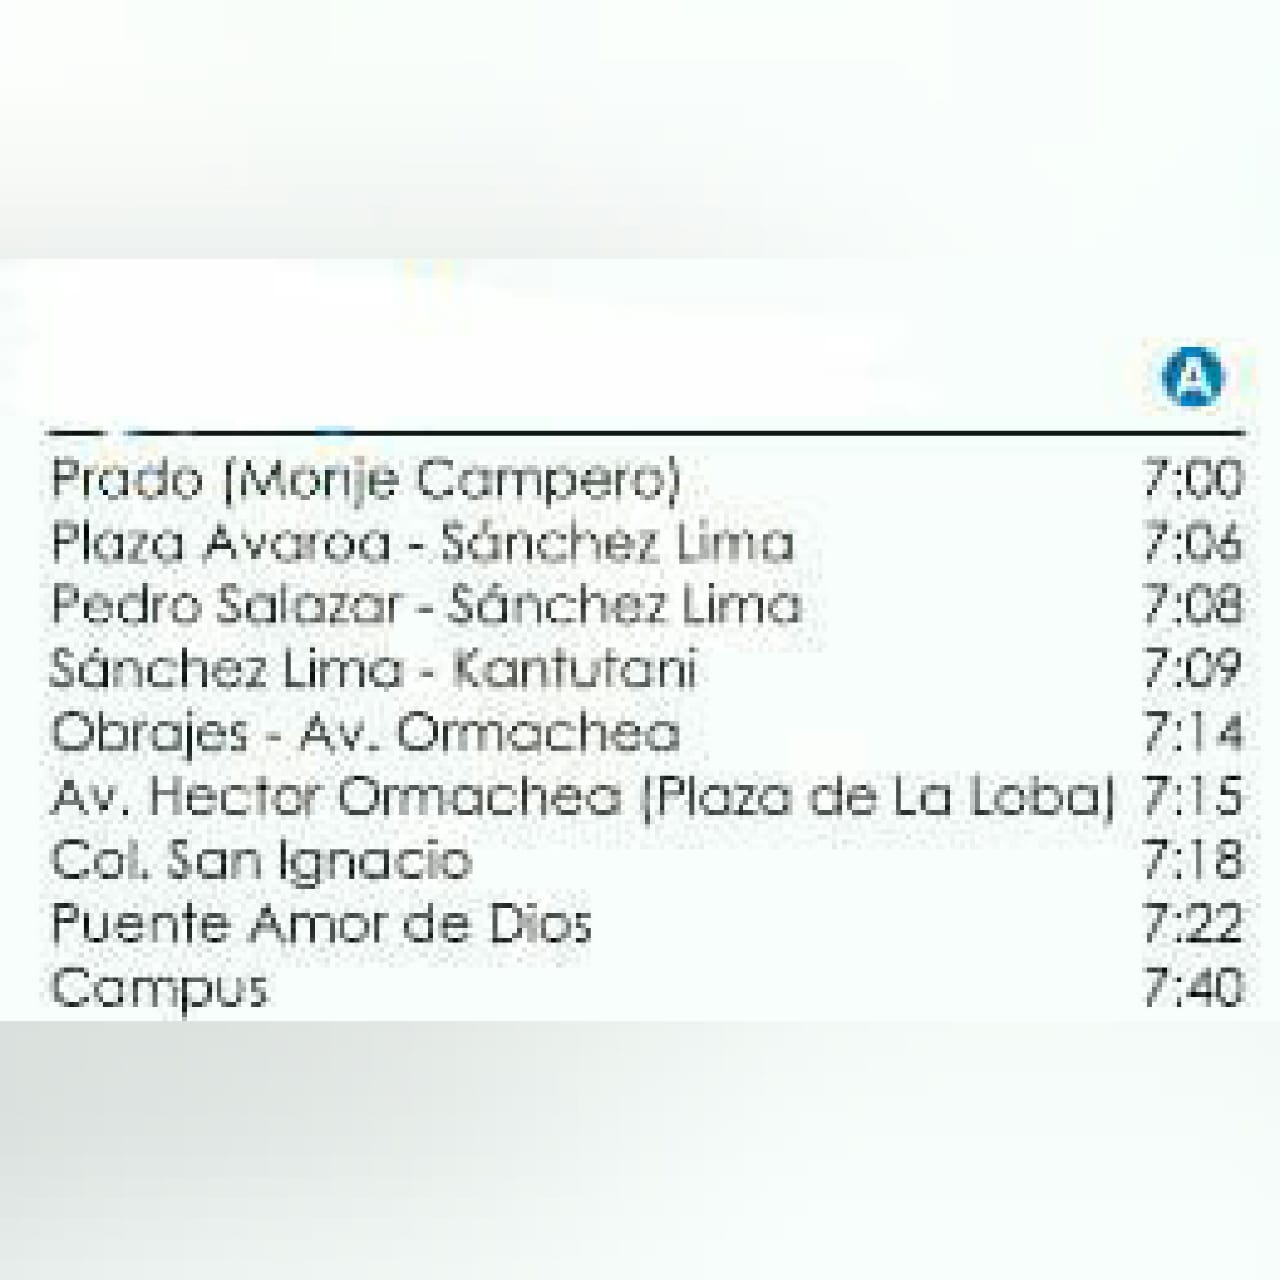 A
Prado (Monje Campero) 7:00
Plaza Avaroa - Sánchez Lima 7:06
Pedro Salazar - Sánchez Lima 7:08
Sánchez Lima - Kantutani 7:09
Obrajes - Av. Ormachea 7:14
Av. Hector Ormachea (Plaza de La Loba) 7:15
Col. San Ignacio 7:18
Puente Amor de Dios 7:22
Campus 7:40